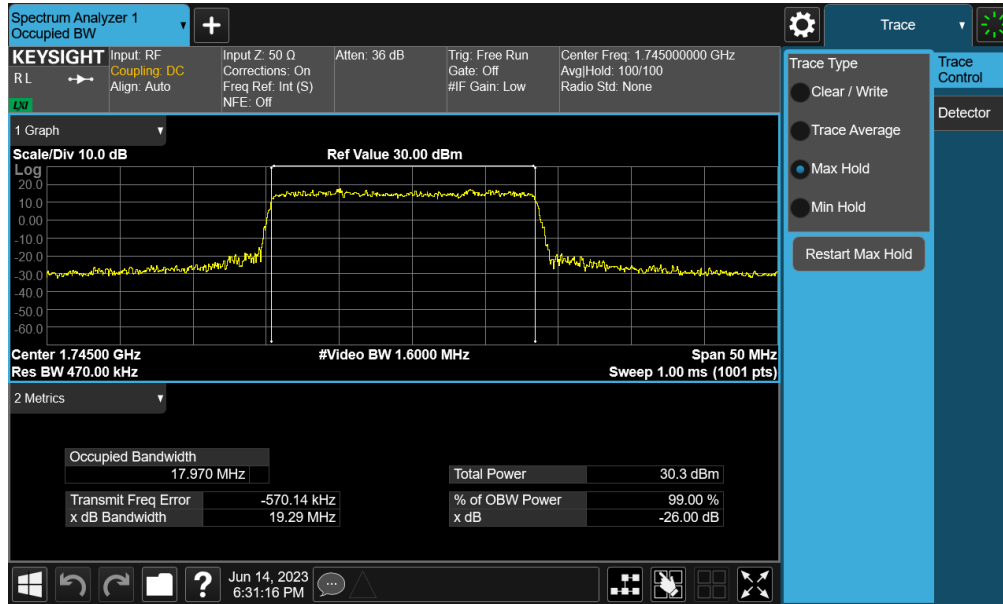 Spectrum Analyzer 1
Occupied BW
+
Trace
KEYSIGHT
R L
LXI
Input: RF
Coupling: DC
Align: Auto
Input Z: 50 Ω
Corrections: On
Freq Ref: Int (S)
NFE: Off
Atten: 36 dB
Trig: Free Run
Gate: Off
#IF Gain: Low
Center Freq: 1.745000000 GHz
Avg|Hold: 100/100
Radio Std: None
Trace Type
Clear / Write
Trace Average
Max Hold
Min Hold
Restart Max Hold
Trace
Control
Detector
1 Graph
Scale/Div 10.0 dB
Ref Value 30.00 dBm
Log
20.0
10.0
0.00
-10.0
-20.0
-30.0
-40.0
-50.0
-60.0
Center 1.74500 GHz
#Video BW 1.6000 MHz
Span 50 MHz
Res BW 470.00 kHz
Sweep 1.00 ms (1001 pts)
2 Metrics
Occupied Bandwidth
17.970 MHz
Total Power 30.3 dBm
Transmit Freq Error -570.14 kHz
% of OBW Power 99.00 %
x dB Bandwidth 19.29 MHz
x dB -26.00 dB
?
Jun 14, 2023
6:31:16 PM